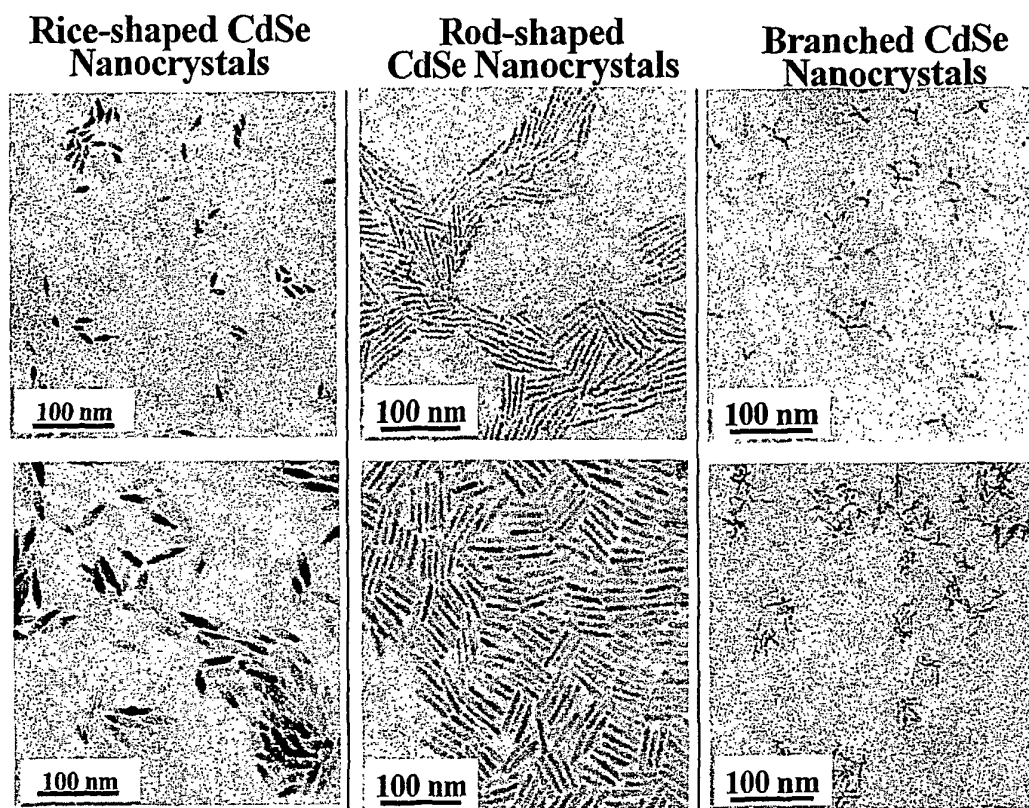 Rice-shaped CdSe
Nanocrystals
Rod-shaped
CdSe Nanocrystals
Branched CdSe
Nanocrystals
100 nm
100 nm
100 nm
100 nm
100 nm
100 nm